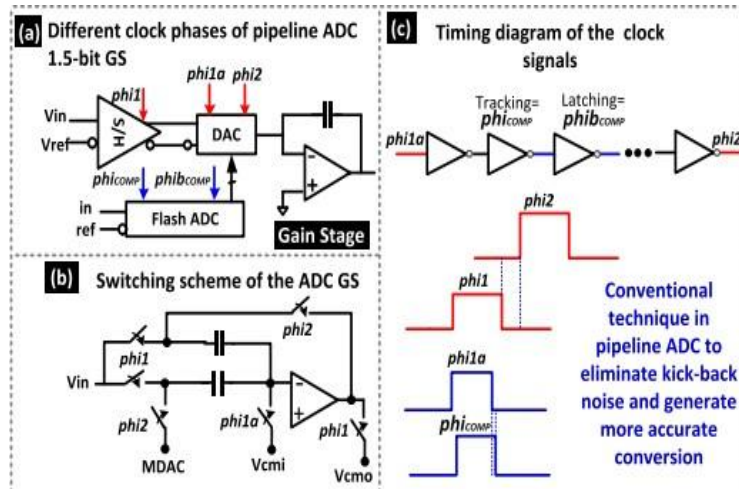 (a) Different clock phases of pipeline ADC
1.5-bit GS
phi1
phi1a
phi2
Vin
Vref
S/H
DAC
phiCOMP
phibCOMP
in
ref
Flash ADC
-
+
Gain Stage
(b) Switching scheme of the ADC GS
phi2
phi1
Vin
phi2
phi1a
phi1
-
+
MDAC
Vcmi
Vcmo
(c) Timing diagram of the clock
signals
Tracking=
phiCOMP
Latching=
phibCOMP
phi1a
phi2
phi2
phi1
phi1a
phiCOMP
Conventional
technique in
pipeline ADC to
eliminate kick-back
noise and generate
more accurate
conversion